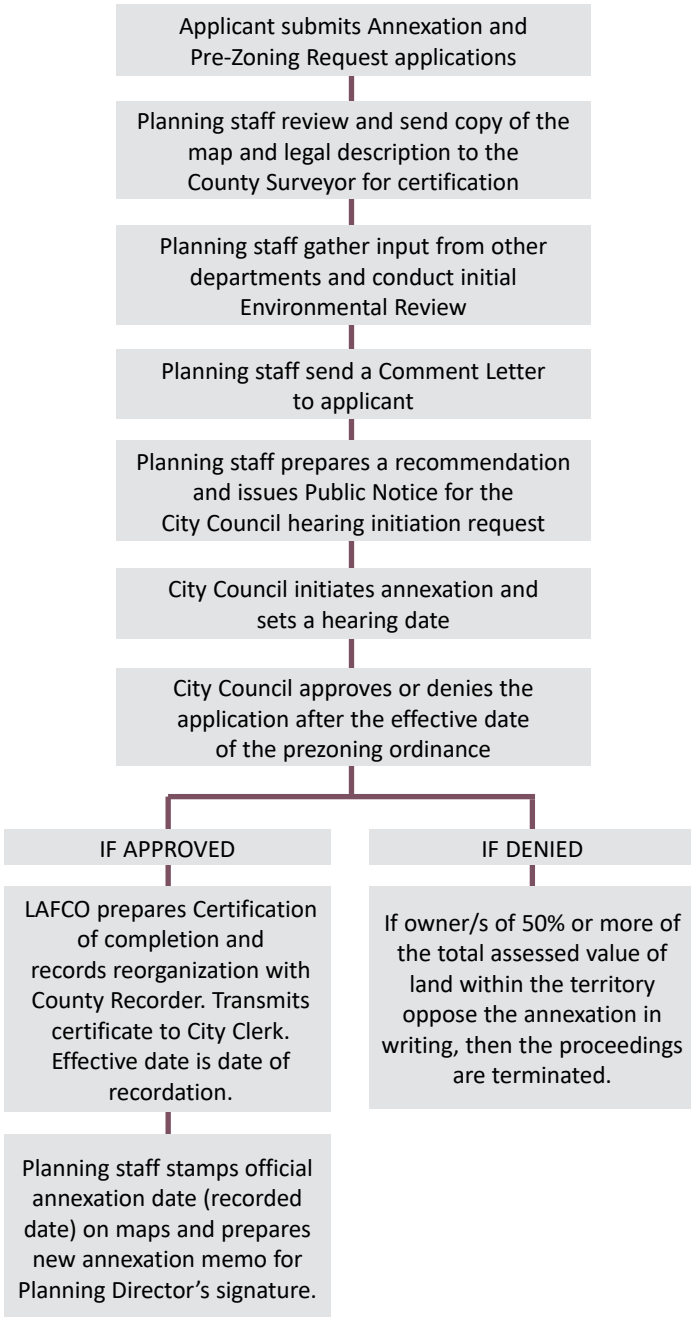 Applicant submits Annexation and
Pre-Zoning Request applications
Planning staff review and send copy of the
map and legal description to the
County Surveyor for certification
Planning staff gather input from other
departments and conduct initial
Environmental Review
Planning staff send a Comment Letter
to applicant
Planning staff prepares a recommendation
and issues Public Notice for the
City Council hearing initiation request
City Council initiates annexation and
sets a hearing date
City Council approves or denies the
application after the effective date
of the prezoning ordinance
IF APPROVED
LAFCO prepares Certification
of completion and
records reorganization with
County Recorder. Transmits
certificate to City Clerk.
Effective date is date of
recordation.
Planning staff stamps official
annexation date (recorded
date) on maps and prepares
new annexation memo for
Planning Director’s signature.
IF DENIED
If owner/s of 50% or more of
the total assessed value of
land within the territory
oppose the annexation in
writing, then the proceedings
are terminated.